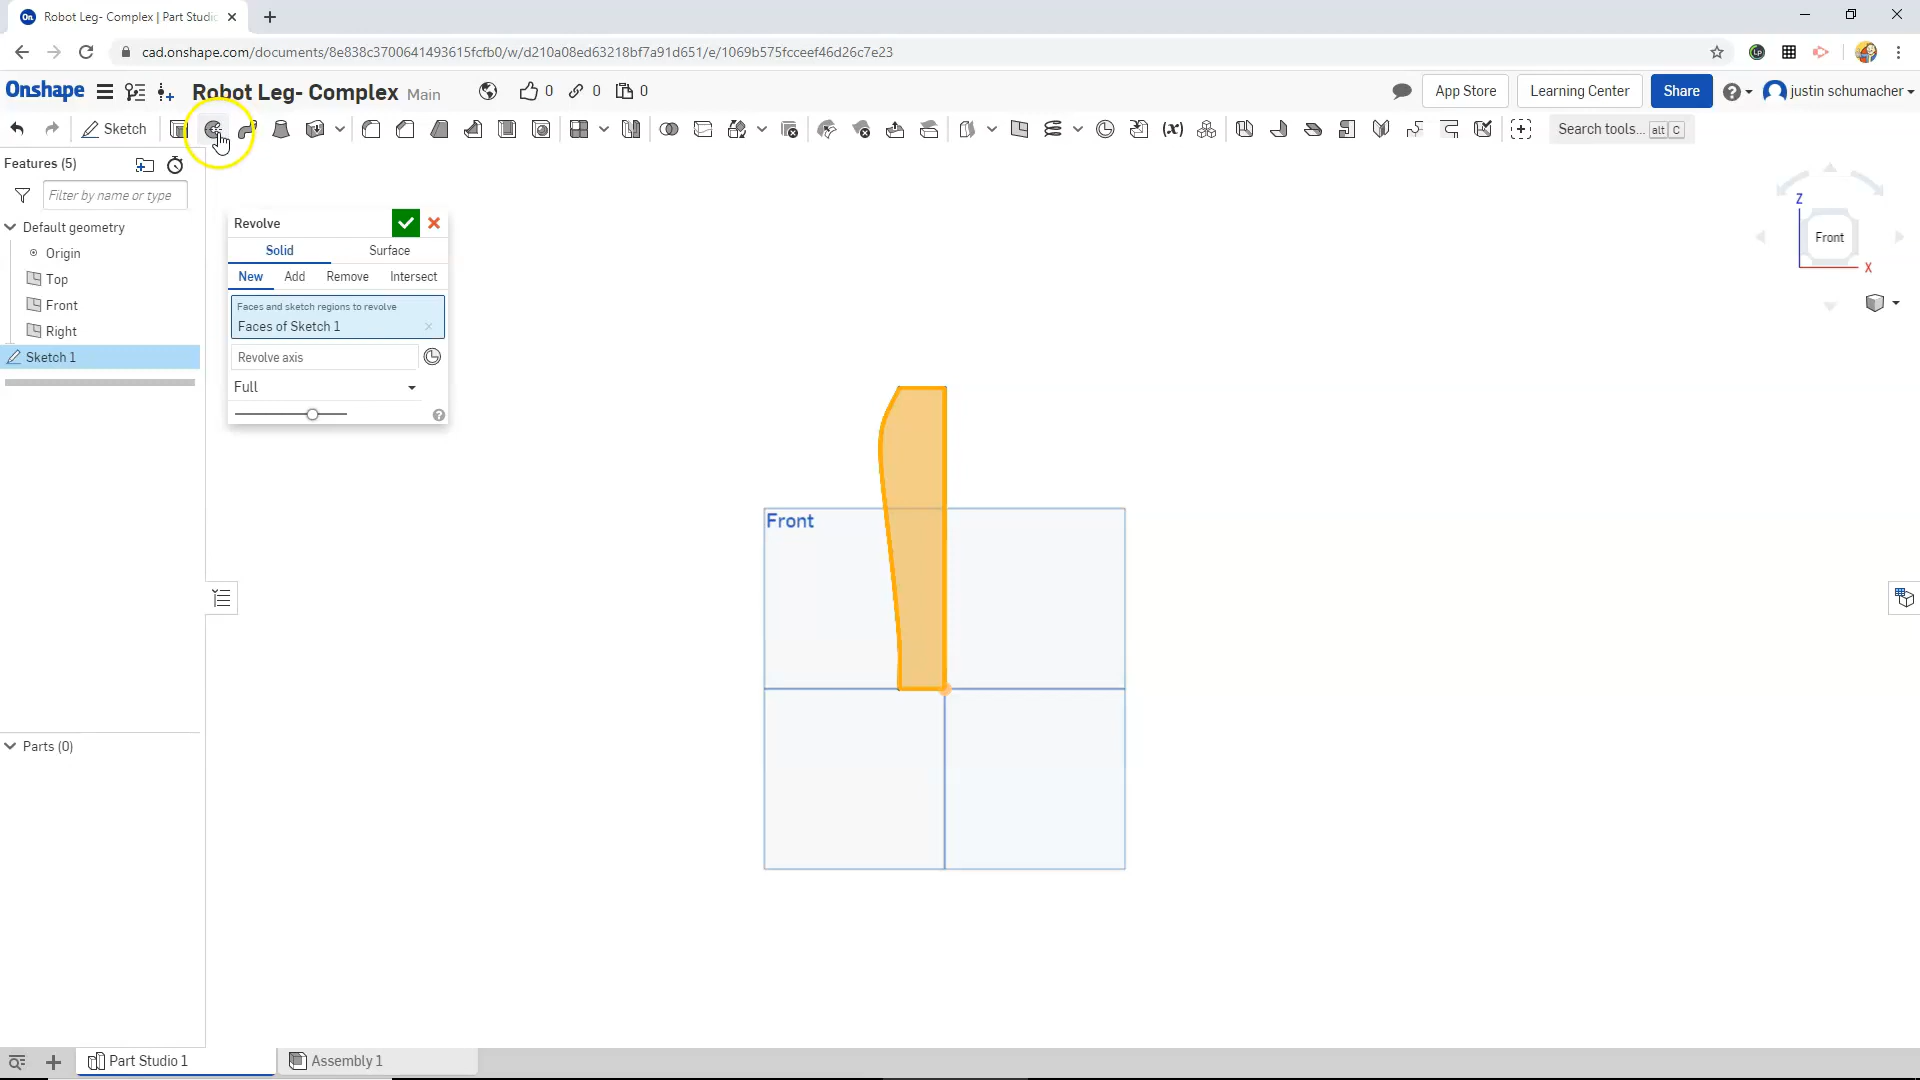 Robot Leg- Complex | Part Studio
cad.onshape.com/documents/8e838c3700641493615fcfb0/w/d210a08ed63218bf7a91d651/e/1069b575fcceef46d26c7e23
Onshape Robot Leg- Complex Main 0 0 0 App Store Learning Center Share justin schumacher
Sketch Search tools... alt C
Features (5)
Filter by name or type
Default geometry
Origin
Top
Front
Right
Sketch 1
Parts (0)
Revolve
Solid Surface
New Add Remove Intersect
Faces and sketch regions to revolve
Faces of Sketch 1
Revolve axis
Full
Front
Z
Front
X
Part Studio 1 Assembly 1